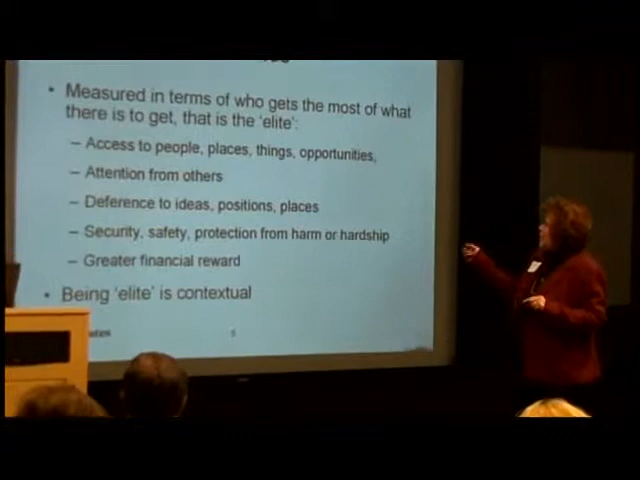 • Measured in terms of who gets the most of what
there is to get, that is the 'elite':
– Access to people, places, things, opportunities,
– Attention from others
– Deference to ideas, positions, places
– Security, safety, protection from harm or hardship
– Greater financial reward
• Being 'elite' is contextual
5